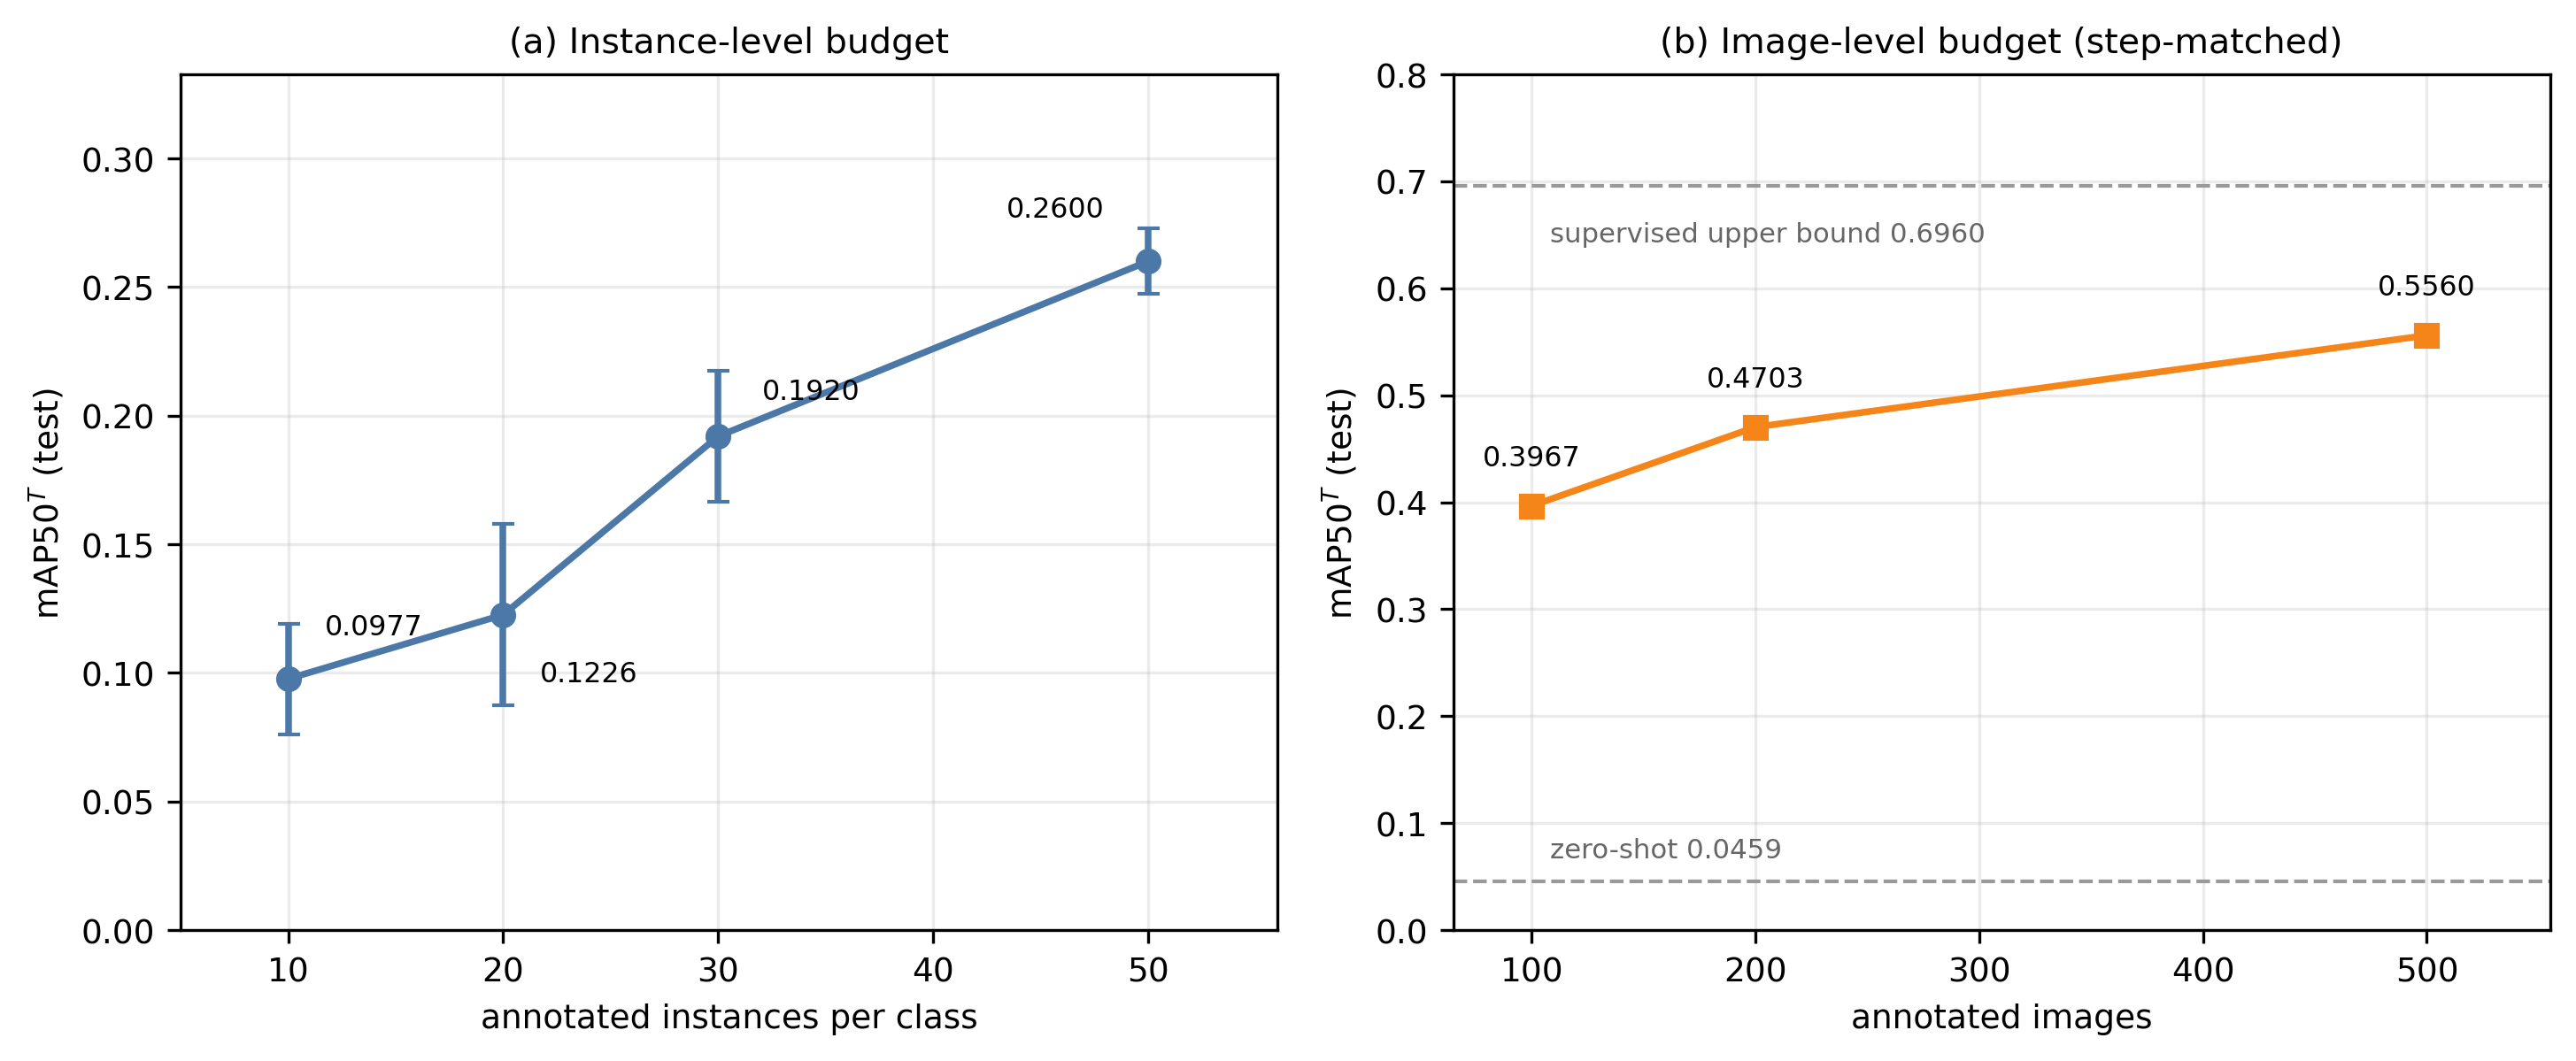 (a) Instance-level budget
mAP50^T (test)
0.30
0.25
0.20
0.15
0.10
0.05
0.00
0.0977
0.1226
0.1920
0.2600
10 20 30 40 50
annotated instances per class
(b) Image-level budget (step-matched)
mAP50^T (test)
0.8
0.7
0.6
0.5
0.4
0.3
0.2
0.1
0.0
supervised upper bound 0.6960
0.3967
0.4703
0.5560
zero-shot 0.0459
100 200 300 400 500
annotated images